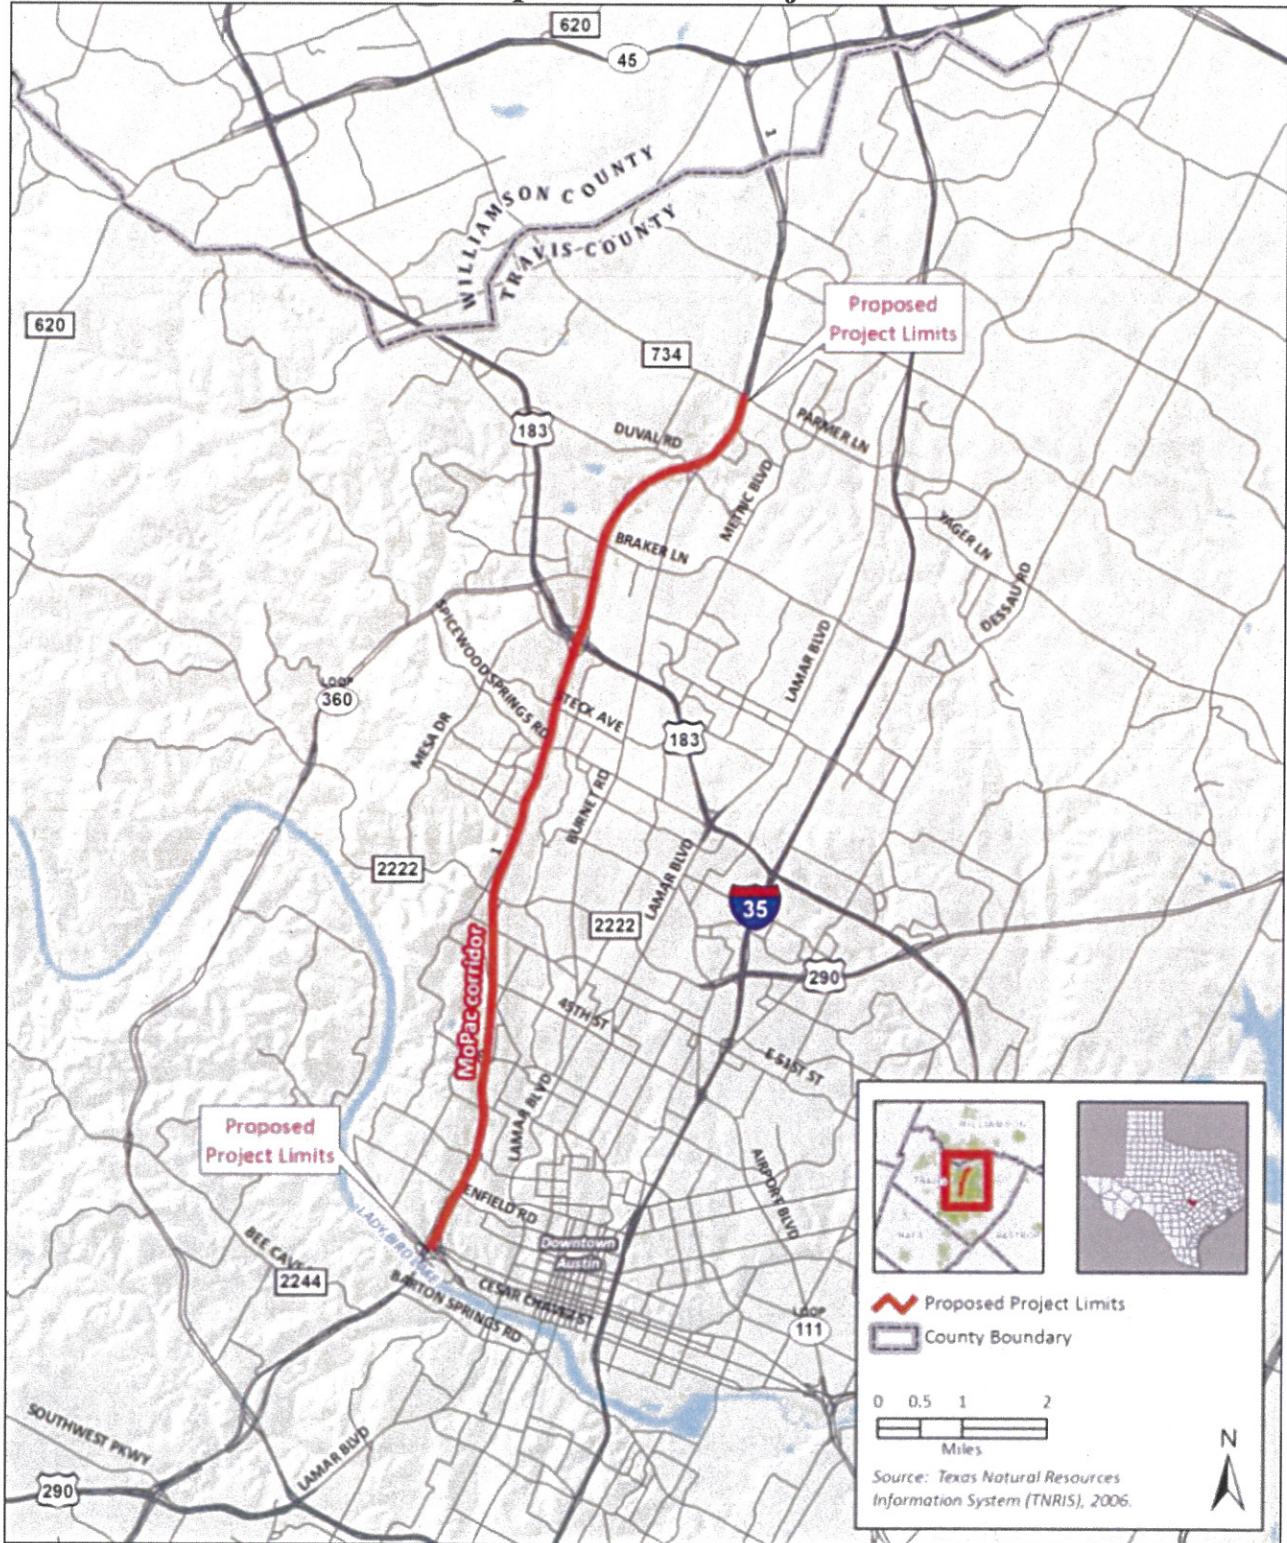 620
45
1
WILLIAMSON COUNTY
TRAVIS COUNTY
620
Proposed
Project Limits
734
183
DUVAL RD
PARMER LN
METRIC BLVD
BRAKER LN
YAGER LN
DESSAU RD
SPICEWOOD SPRINGS RD
LAMAR BLVD
LOOP
360
STECK AVE
MESA DR
183
BURNET RD
1
2222
LAMAR BLVD
35
2222
290
MoPac corridor
45TH ST
E 51ST ST
LAMAR BLVD
Proposed
Project Limits
AIRPORT BLVD
ENFIELD RD
LADY BIRD LAKE
Downtown
Austin
BEE CAVE
2244
CESAR CHAVEZ ST
BARTON SPRINGS RD
LOOP
111
SOUTHWEST PKWY
LAMAR BLVD
290
WILLIAMSON
Proposed Project Limits
County Boundary
0 0.5 1 2
Miles
N
Source: Texas Natural Resources
Information System (TNRIS), 2006.